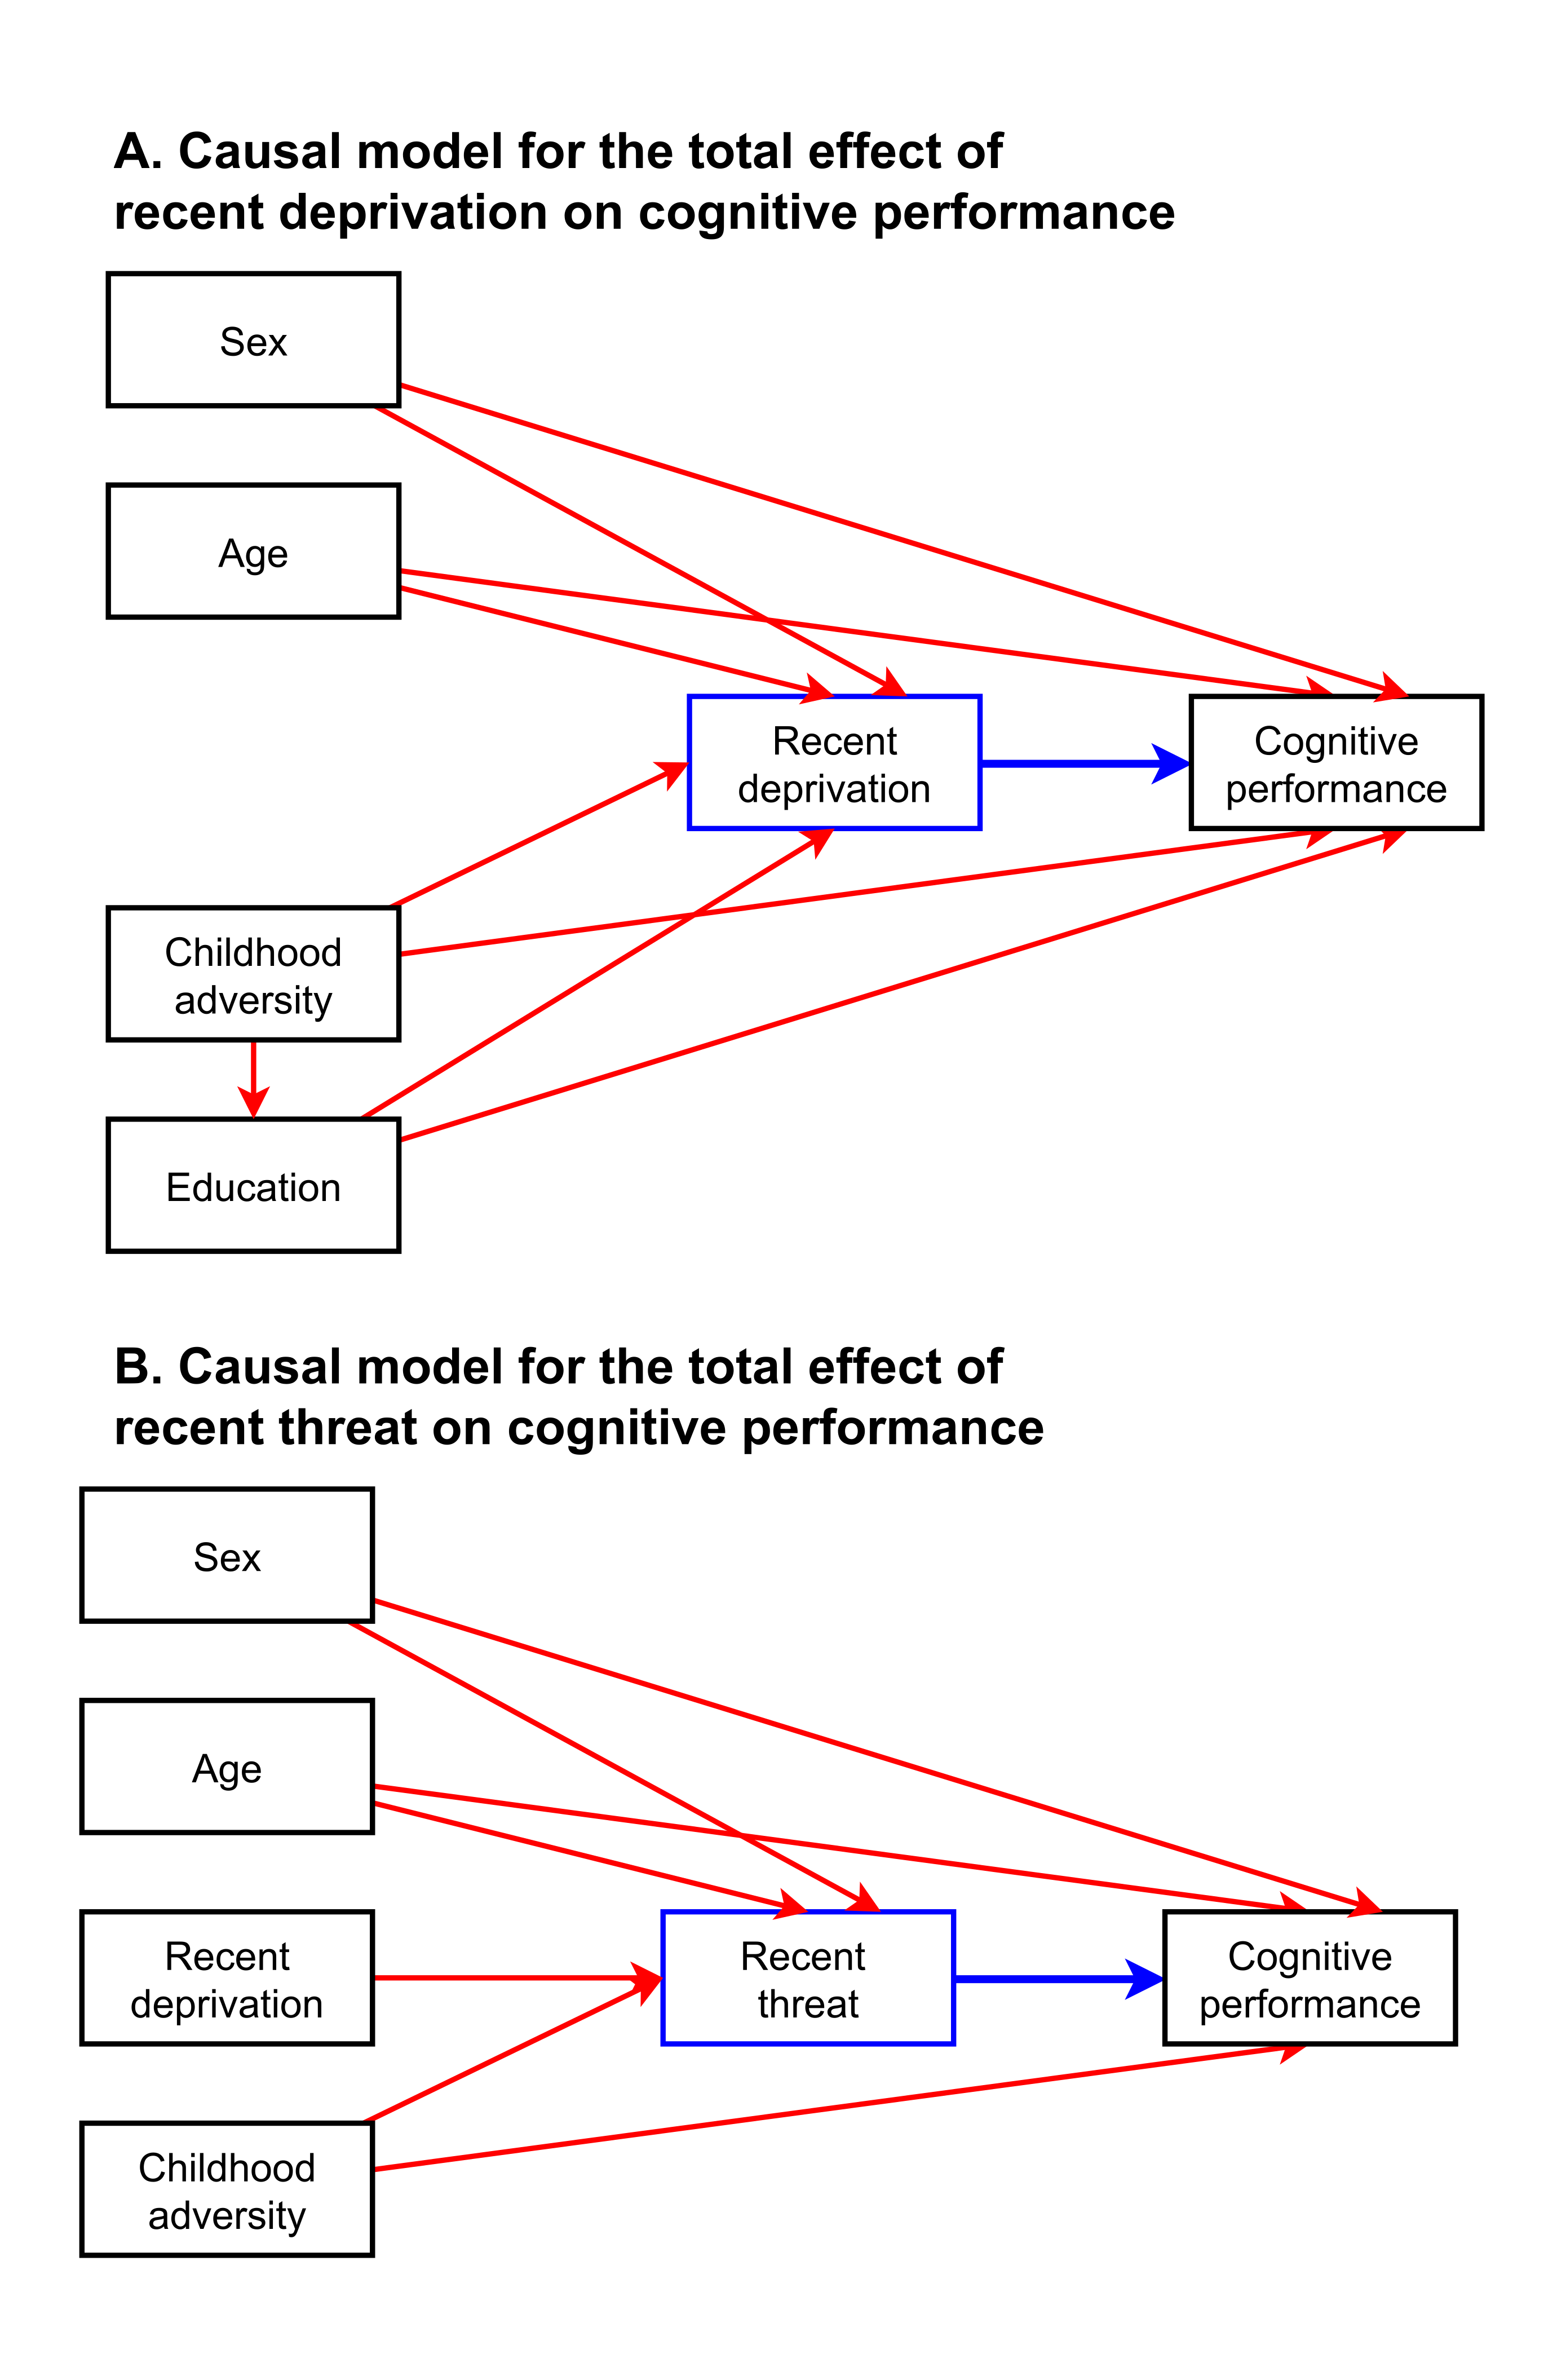 A. Causal model for the total effect of
recent deprivation on cognitive performance
Sex
Age
Recent
deprivation
Cognitive
performance
Childhood
adversity
Education
B. Causal model for the total effect of
recent threat on cognitive performance
Sex
Age
Recent
deprivation
Recent
threat
Cognitive
performance
Childhood
adversity